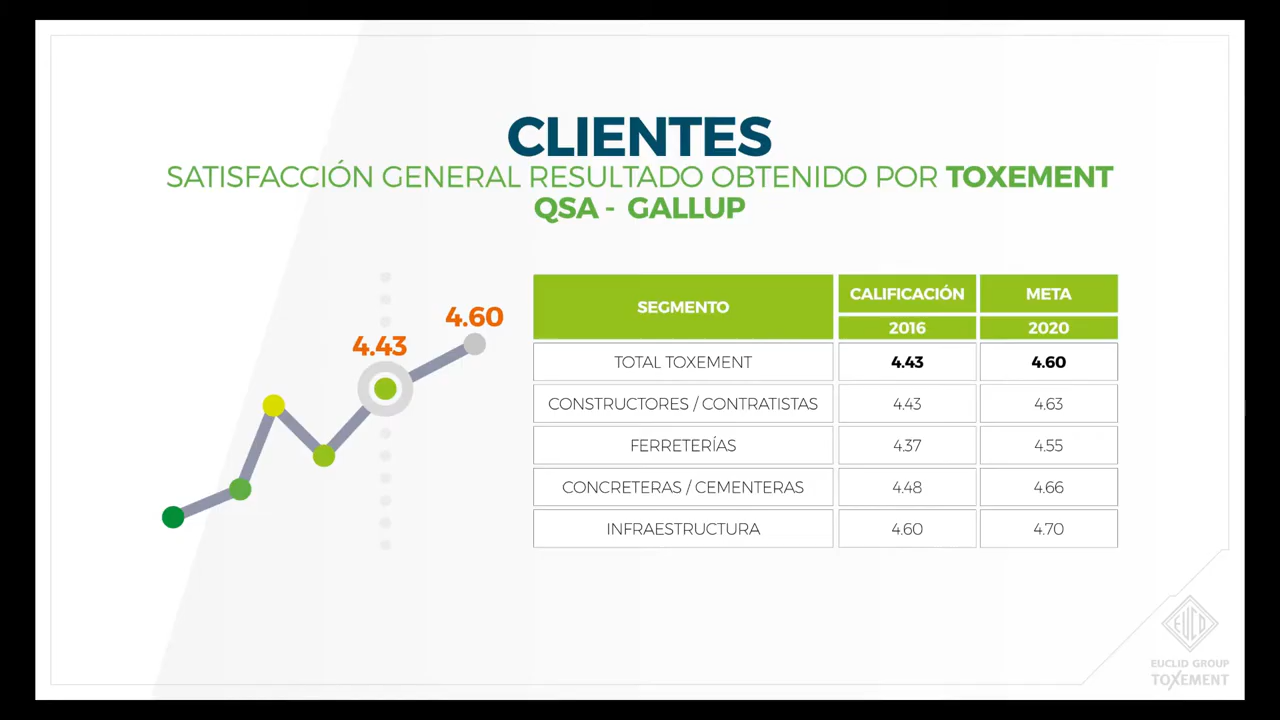 CLIENTES
SATISFACCIÓN GENERAL RESULTADO OBTENIDO POR TOXEMENT
QSA - GALLUP
4.43
4.60
SEGMENTO CALIFICACIÓN META
2016 2020
TOTAL TOXEMENT 4.43 4.60
CONSTRUCTORES / CONTRATISTAS 4.43 4.63
FERRETERÍAS 4.37 4.55
CONCRETERAS / CEMENTERAS 4.48 4.66
INFRAESTRUCTURA 4.60 4.70
EUCO
EUCLID GROUP
TOXEMENT